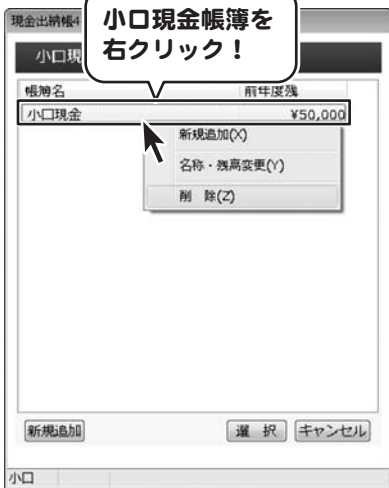 現金出納帳4
小口現金帳簿を
右クリック！
小口現
帳簿名 前年度残
小口現金 ¥50,000
新規追加(X)
名称・残高変更(Y)
削 除(Z)
新規追加 選 択 キャンセル
小口